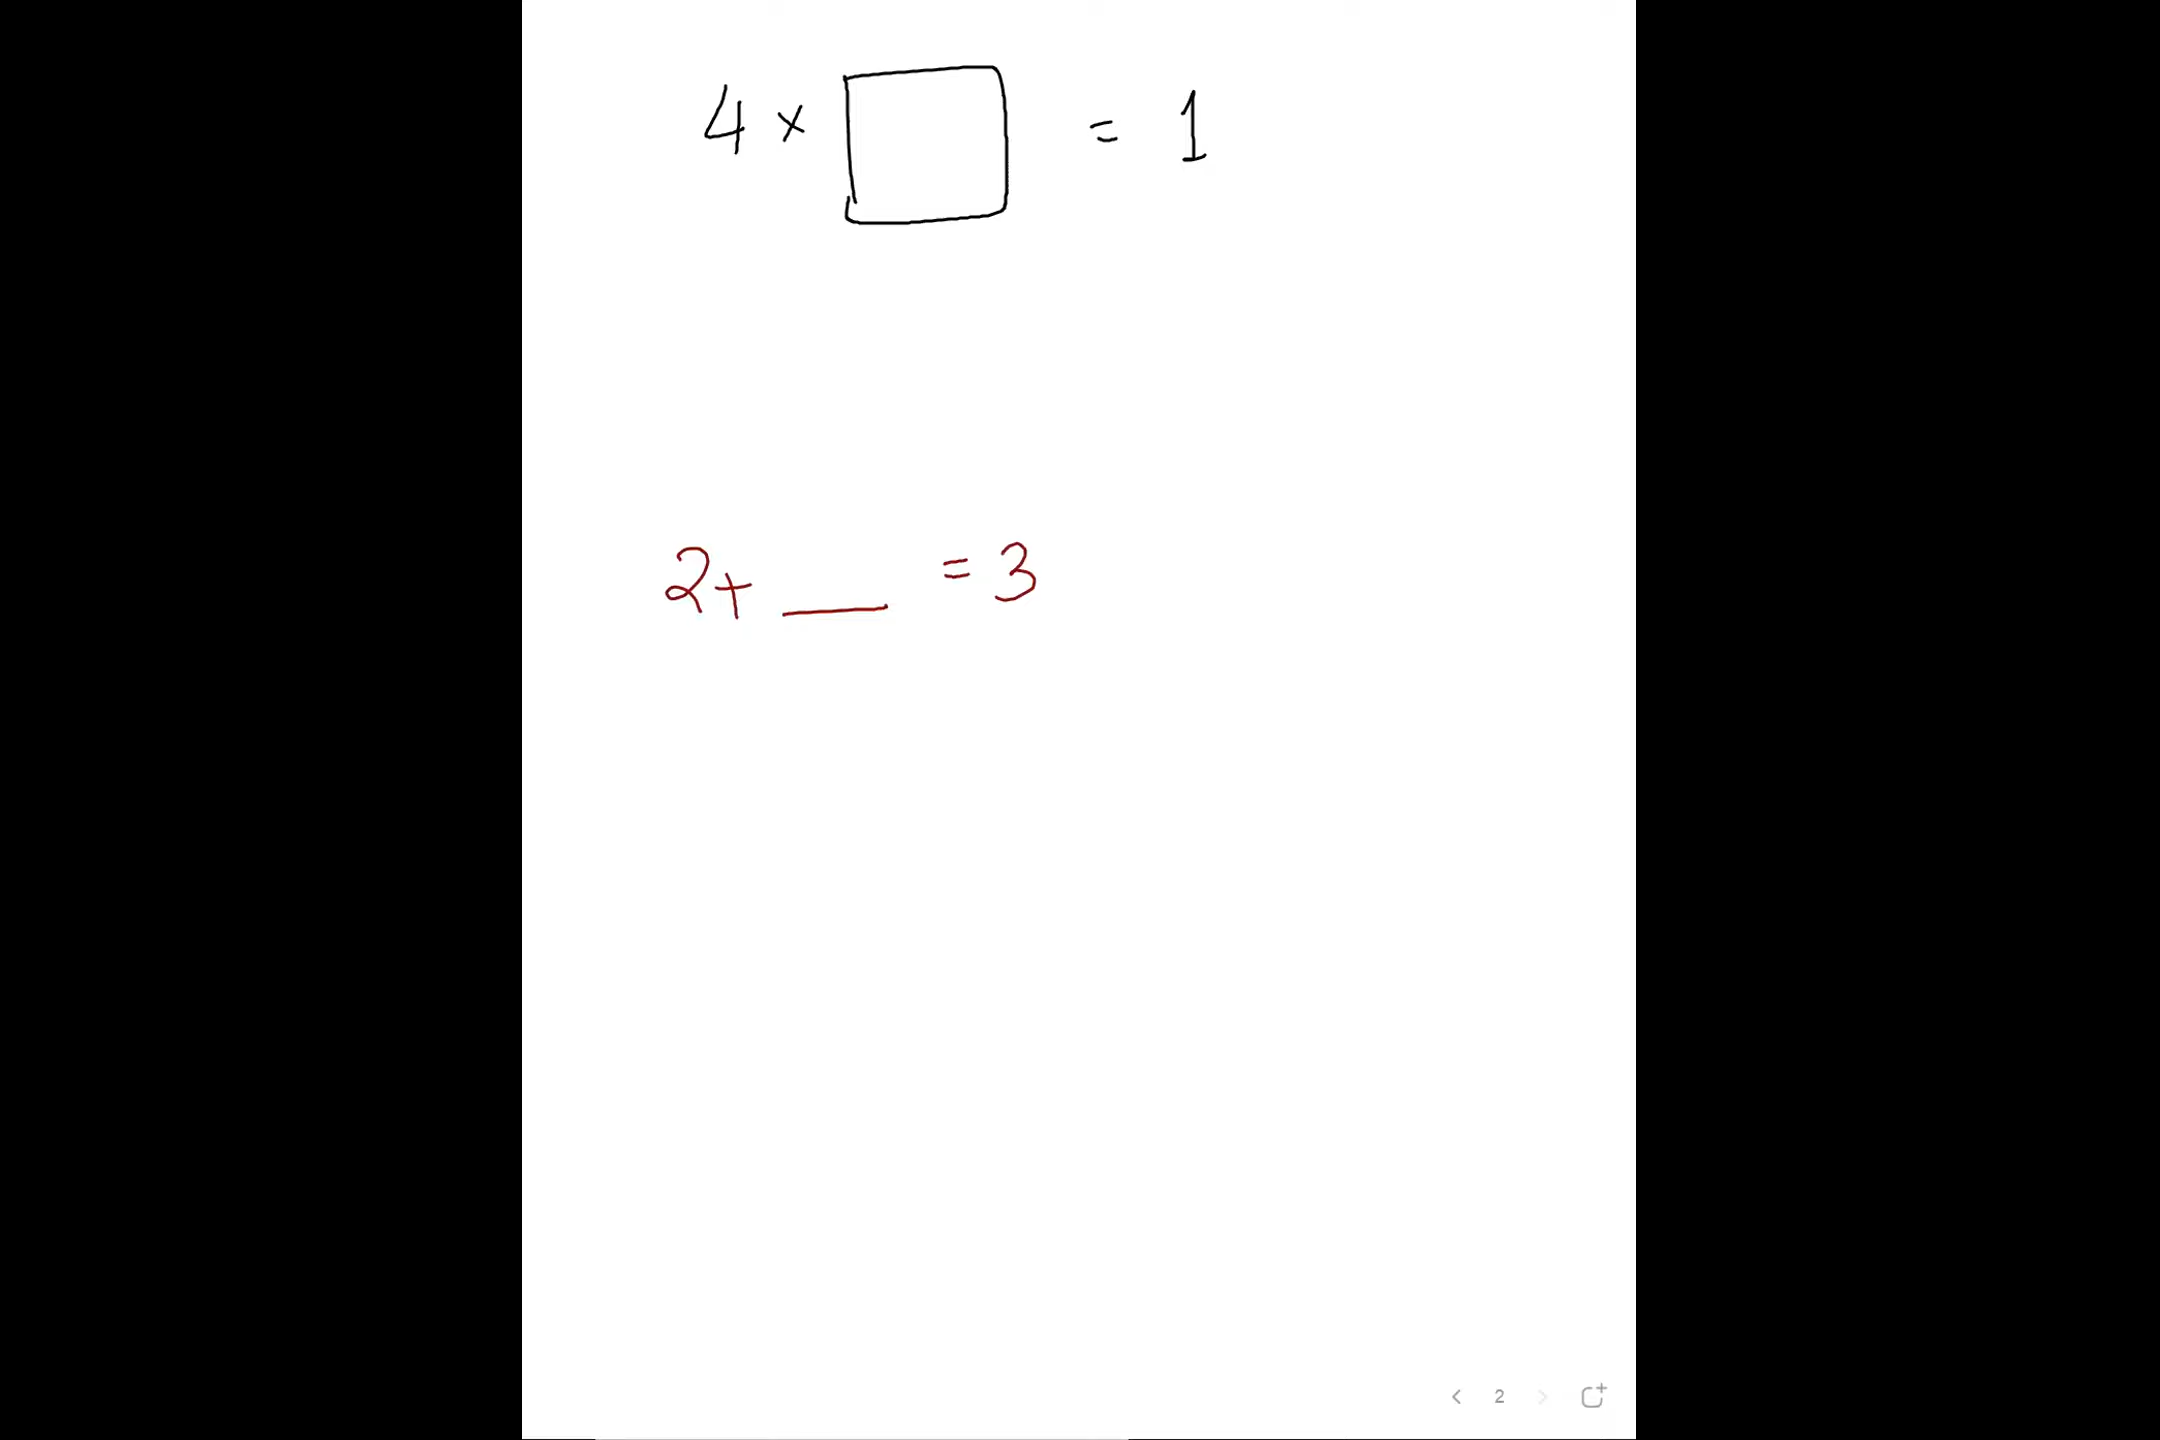 4 × □ = 1
2 + ___ = 3
2